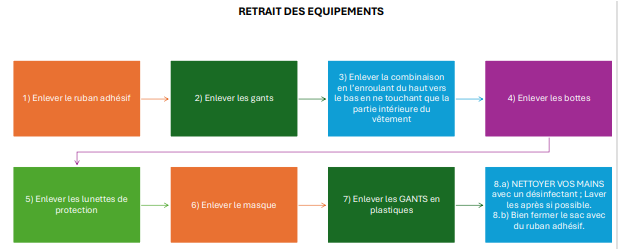 RETRAIT DES EQUIPEMENTS
1) Enlever le ruban adhésif
2) Enlever les gants
3) Enlever la combinaison
en l'enroulant du haut vers
le bas en ne touchant que la
partie intérieure du
vêtement
4) Enlever les bottes
5) Enlever les lunettes de
protection
6) Enlever le masque
7) Enlever les GANTS en
plastiques
8.a) NETTOYER VOS MAINS
avec un désinfectant ; Laver
les après si possible.
8.b) Bien fermer le sac avec
du ruban adhésif.